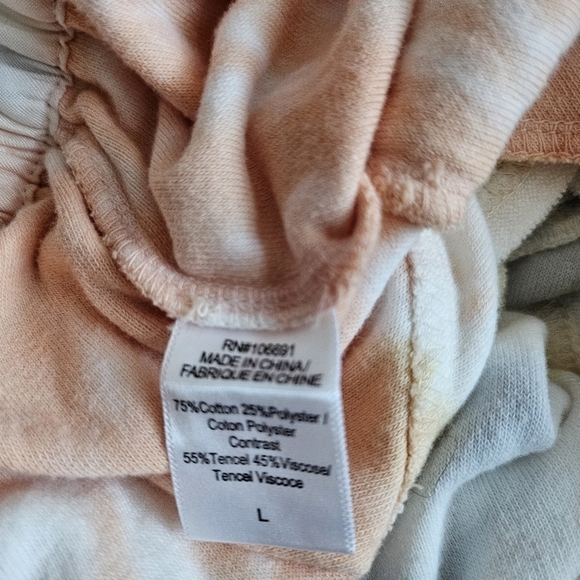 RN#106691
MADE IN CHINA/
FABRIQUE EN CHINE
75%Cotton 25%Polyster /
Coton Polyster
Contrast
55%Tencel 45%Viscose/
Tencel Viscoce
L